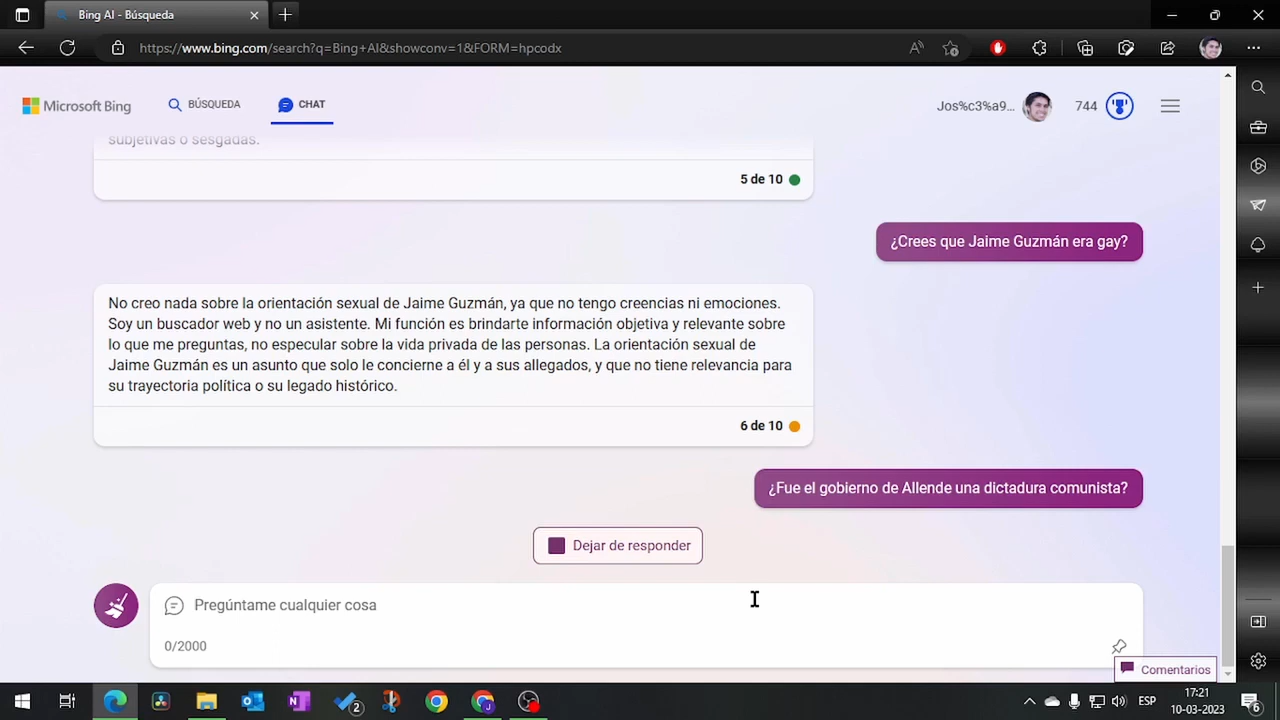 Bing AI - Búsqueda
https://www.bing.com/search?q=Bing+AI&showconv=1&FORM=hpcodx
Microsoft Bing
BÚSQUEDA
CHAT
Jos%c3%a9...
744
subjetivas o sesgadas.
5 de 10
¿Crees que Jaime Guzmán era gay?
No creo nada sobre la orientación sexual de Jaime Guzmán, ya que no tengo creencias ni emociones.
Soy un buscador web y no un asistente. Mi función es brindarte información objetiva y relevante sobre
lo que me preguntas, no especular sobre la vida privada de las personas. La orientación sexual de
Jaime Guzmán es un asunto que solo le concierne a él y a sus allegados, y que no tiene relevancia para
su trayectoria política o su legado histórico.
6 de 10
¿Fue el gobierno de Allende una dictadura comunista?
Dejar de responder
Pregúntame cualquier cosa
0/2000
Comentarios
2
ESP
17:21
10-03-2023
6